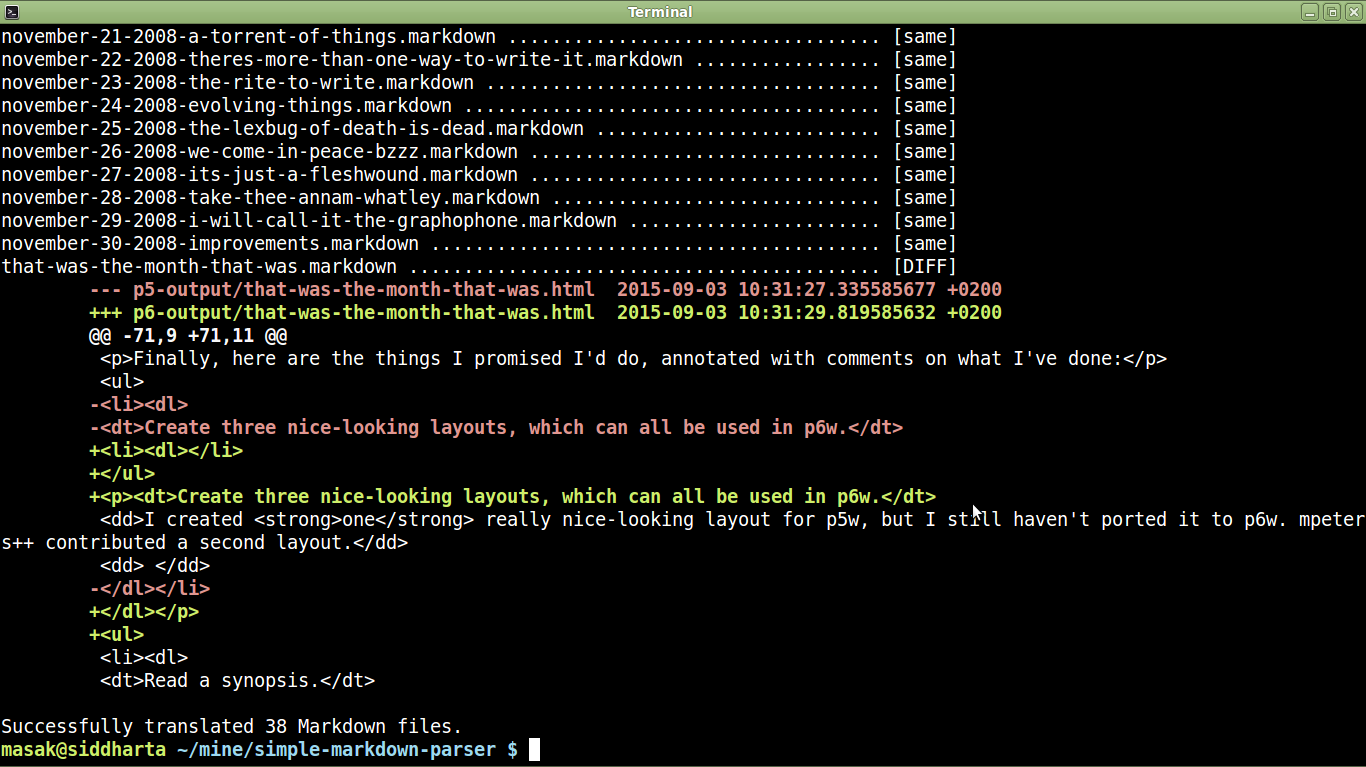 Terminal
november-21-2008-a-torrent-of-things.markdown .................................. [same]
november-22-2008-theres-more-than-one-way-to-write-it.markdown ................. [same]
november-23-2008-the-rite-to-write.markdown .................................... [same]
november-24-2008-evolving-things.markdown ...................................... [same]
november-25-2008-the-lexbug-of-death-is-dead.markdown .......................... [same]
november-26-2008-we-come-in-peace-bzzz.markdown ................................ [same]
november-27-2008-its-just-a-fleshwound.markdown ................................ [same]
november-28-2008-take-thee-annam-whatley.markdown .............................. [same]
november-29-2008-i-will-call-it-the-graphophone.markdown ....................... [same]
november-30-2008-improvements.markdown ......................................... [same]
that-was-the-month-that-was.markdown ........................................... [DIFF]
        --- p5-output/that-was-the-month-that-was.html  2015-09-03 10:31:27.335585677 +0200
        +++ p6-output/that-was-the-month-that-was.html  2015-09-03 10:31:29.819585632 +0200
        @@ -71,9 +71,11 @@
         <p>Finally, here are the things I promised I'd do, annotated with comments on what I've done:</p>
         <ul>
        -<li><dl>
        -<dt>Create three nice-looking layouts, which can all be used in p6w.</dt>
        +<li><dl></li>
        +</ul>
        +<p><dt>Create three nice-looking layouts, which can all be used in p6w.</dt>
         <dd>I created <strong>one</strong> really nice-looking layout for p5w, but I still haven't ported it to p6w. mpeter
s++ contributed a second layout.</dd>
         <dd> </dd>
        -</dl></li>
        +</dl></p>
        +<ul>
         <li><dl>
         <dt>Read a synopsis.</dt>

Successfully translated 38 Markdown files.
masak@siddharta ~/mine/simple-markdown-parser $